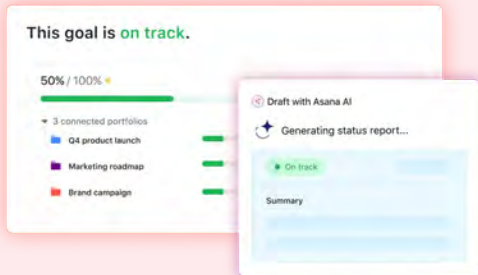 This goal is on track.
50% / 100%
3 connected portfolios
Q4 product launch
Marketing roadmap
Brand campaign
Draft with Asana AI
Generating status report...
On track
Summary